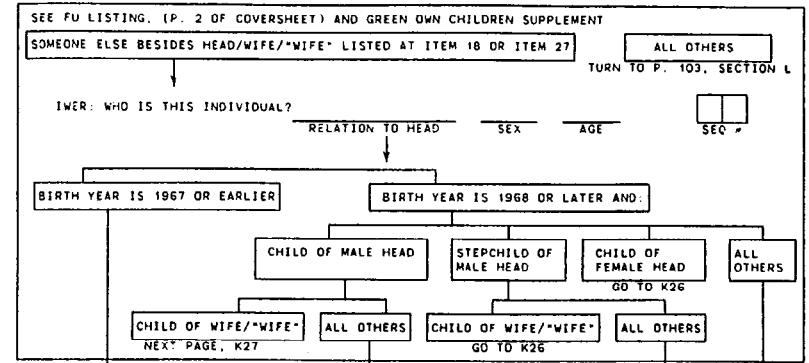 SEE FU LISTING, (P. 2 OF COVERSHEET) AND GREEN OWN CHILDREN SUPPLEMENT
SOMEONE ELSE BESIDES HEAD/WIFE/"WIFE" LISTED AT ITEM 18 OR ITEM 27
ALL OTHERS
TURN TO P. 103, SECTION L
IWER: WHO IS THIS INDIVIDUAL?
RELATION TO HEAD SEX AGE SEQ #
BIRTH YEAR IS 1967 OR EARLIER
BIRTH YEAR IS 1968 OR LATER AND:
CHILD OF MALE HEAD
STEPCHILD OF
MALE HEAD
CHILD OF
FEMALE HEAD
GO TO K26
ALL
OTHERS
CHILD OF WIFE/"WIFE"
NEXT PAGE, K27
ALL OTHERS
CHILD OF WIFE/"WIFE"
GO TO K26
ALL OTHERS